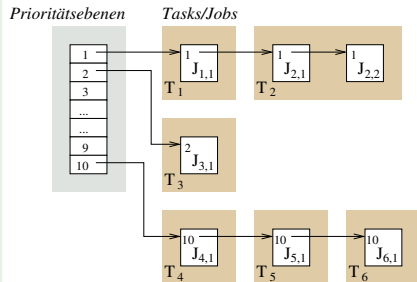 Prioritätsebenen Tasks/Jobs
1 1 J1,1 1 J2,1 1 J2,2
2 T1 T2
3
...
...
9 2 J3,1
10 T3
10 J4,1 10 J5,1 10 J6,1
T4 T5 T6